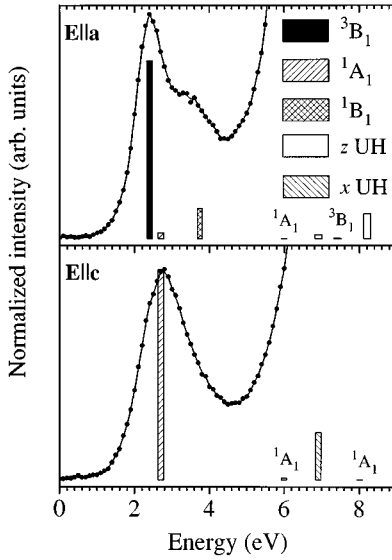 E||a
³B₁
¹A₁
¹B₁
z UH
x UH
¹A₁ ³B₁
E||c
¹A₁ ¹A₁
0 2 4 6 8
Energy (eV)
Normalized intensity (arb. units)